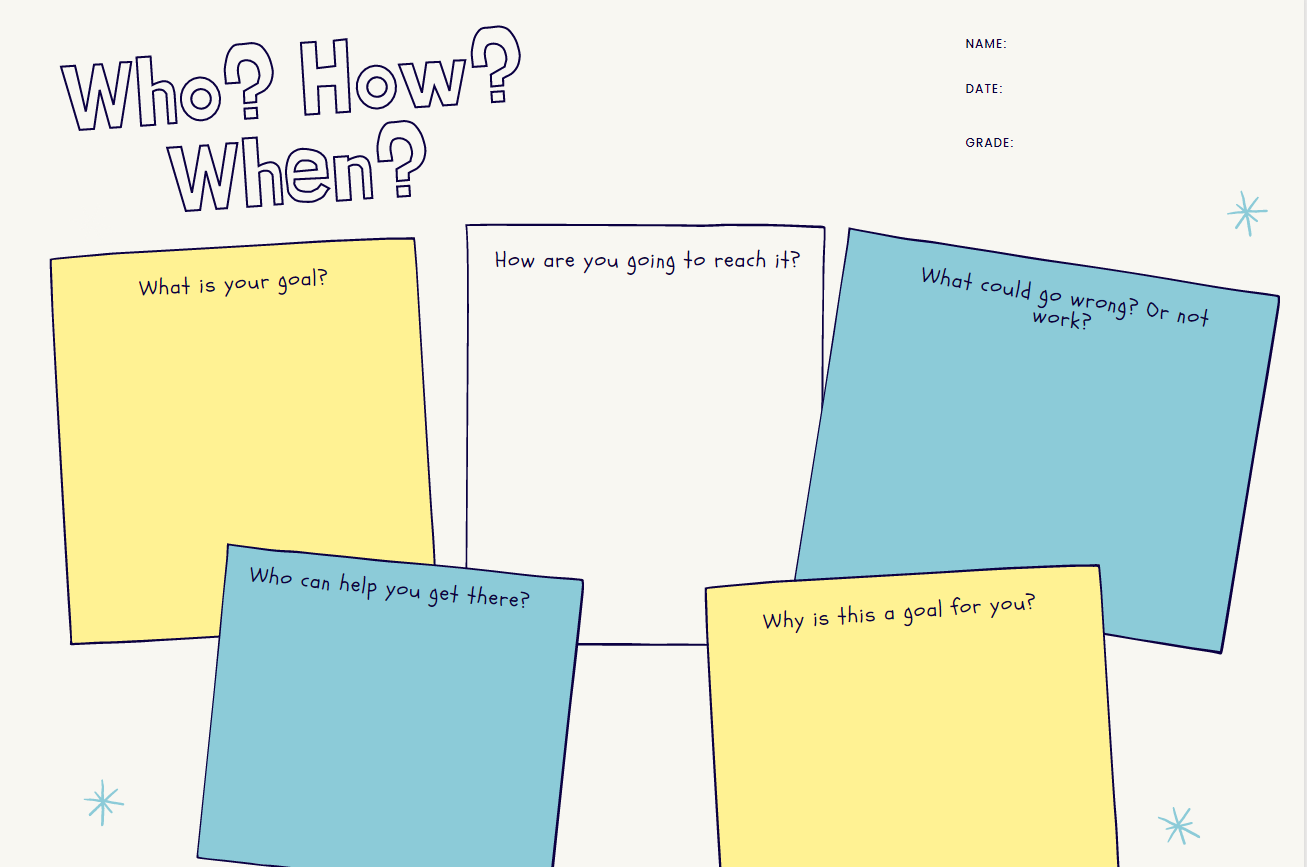 Who? How?
When?
NAME:
DATE:
GRADE:
What is your goal?
How are you going to reach it?
What could go wrong? Or not
work?
Who can help you get there?
Why is this a goal for you?